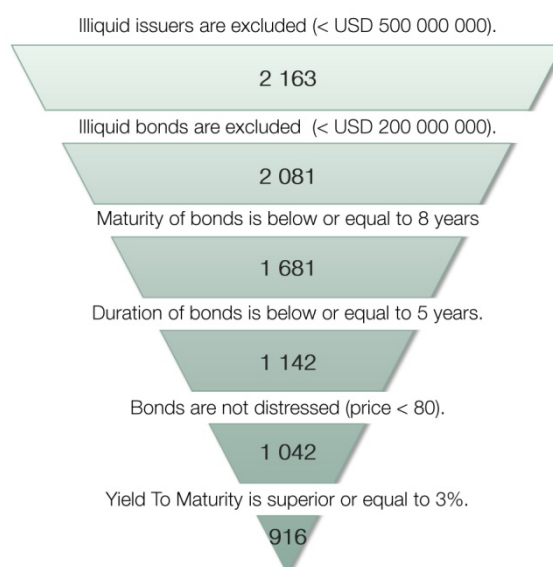 Illiquid issuers are excluded (< USD 500 000 000).
2 163
Illiquid bonds are excluded (< USD 200 000 000).
2 081
Maturity of bonds is below or equal to 8 years
1 681
Duration of bonds is below or equal to 5 years.
1 142
Bonds are not distressed (price < 80).
1 042
Yield To Maturity is superior or equal to 3%.
916